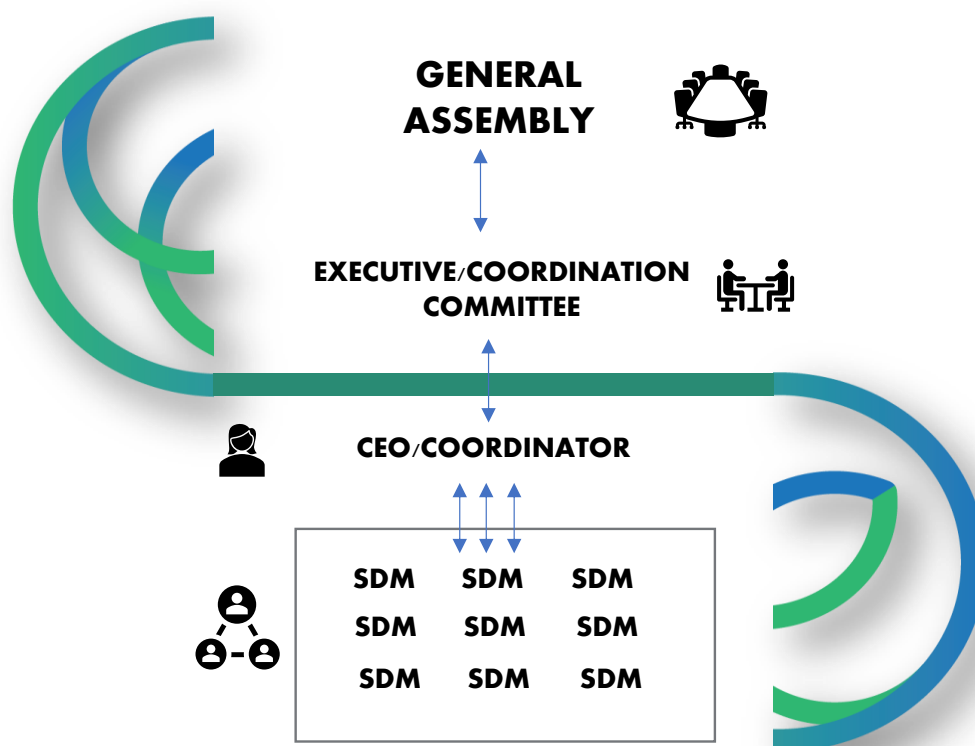 GENERAL
ASSEMBLY
EXECUTIVE/COORDINATION
COMMITTEE
CEO/COORDINATOR
SDM SDM SDM
SDM SDM SDM
SDM SDM SDM